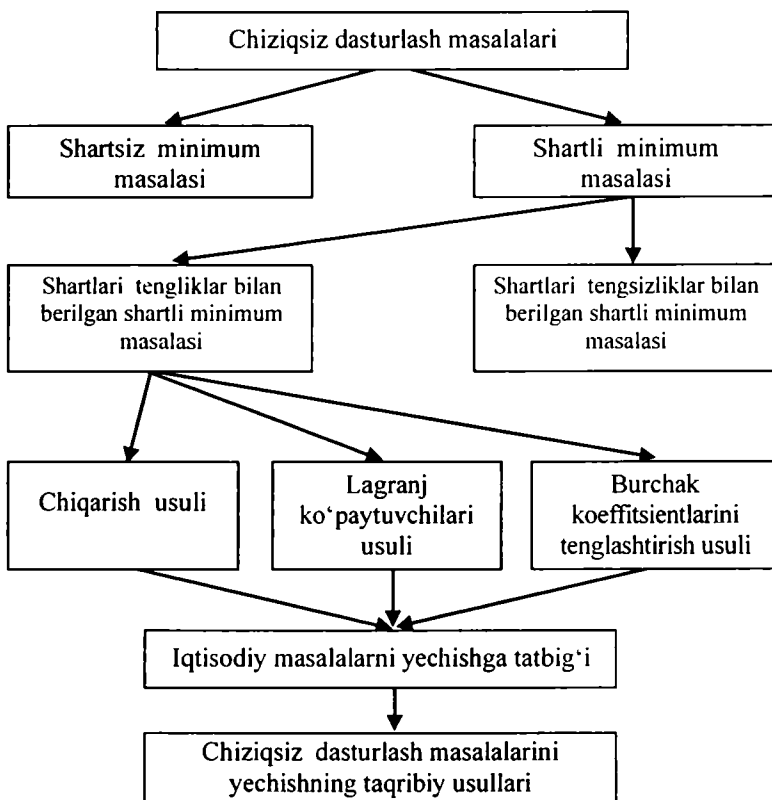 Chiziqsiz dasturlash masalalari
Shartsiz minimum
masalasi
Shartli minimum
masalasi
Shartlari tengliklar bilan
berilgan shartli minimum
masalasi
Shartlari tengsizliklar bilan
berilgan shartli minimum
masalasi
Chiqarish usuli
Lagranj
ko‘paytuvchilari
usuli
Burchak
koeffitsientlarini
tenglashtirish usuli
Iqtisodiy masalalarni yechishga tatbig‘i
Chiziqsiz dasturlash masalalarini
yechishning taqribiy usullari